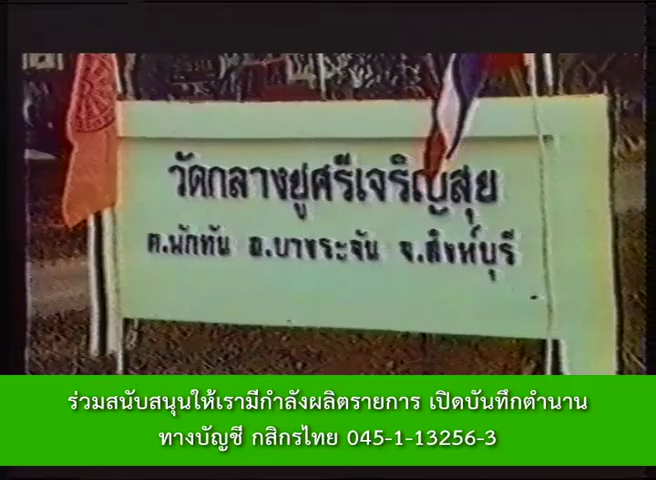 วัดกลางยู่ศรีเจริญสุย
ต.พักทัน อ.บางระจัน จ.สิงห์บุรี
ร่วมสนับสนุนให้เรามีกำลังผลิตรายการ เปิดบันทึกตำนาน
ทางบัญชี กสิกรไทย 045-1-13256-3